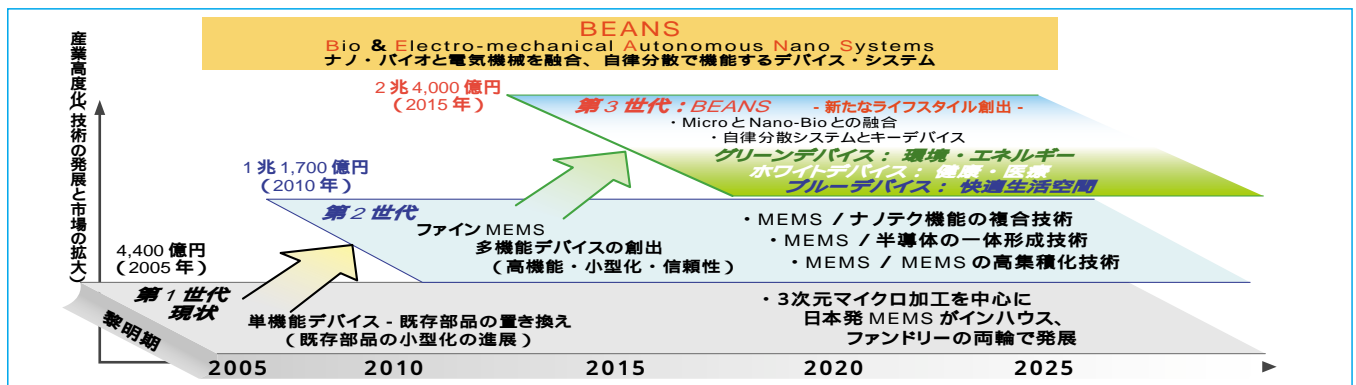 BEANS
Bio & Electro-mechanical Autonomous Nano Systems
ナノ・バイオと電気機械を融合、自律分散で機能するデバイス・システム
産業高度化(技術の発展と市場の拡大)
2兆4,000億円
(2015年)
第3世代：BEANS - 新たなライフスタイル創出 -
・MicroとNano-Bioとの融合
・自律分散システムとキーデバイス
グリーンデバイス：環境・エネルギー
ホワイトデバイス：健康・医療
ブルーデバイス：快適生活空間
1兆1,700億円
(2010年)
第2世代
ファインMEMS
多機能デバイスの創出
(高機能・小型化・信頼性)
・MEMS / ナノテク機能の複合技術
・MEMS / 半導体の一体形成技術
・MEMS / MEMSの高集積化技術
4,400億円
(2005年)
第1世代
現状
単機能デバイス - 既存部品の置き換え
(既存部品の小型化の進展)
・3次元マイクロ加工を中心に
日本発MEMSがインハウス、
ファンドリーの両輪で発展
黎明期
2005 2010 2015 2020 2025